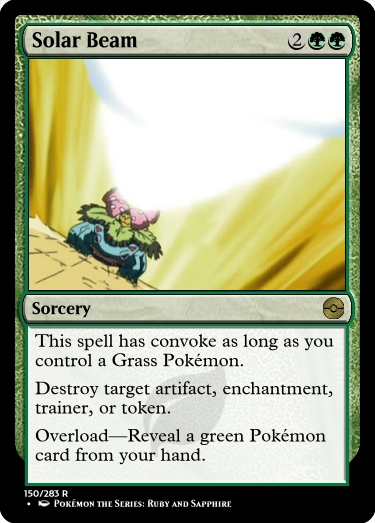 Solar Beam 2
Sorcery
This spell has convoke as long as you
control a Grass Pokémon.
Destroy target artifact, enchantment,
trainer, or token.
Overload—Reveal a green Pokémon
card from your hand.
150/283 R
• Pokémon the Series: Ruby and Sapphire